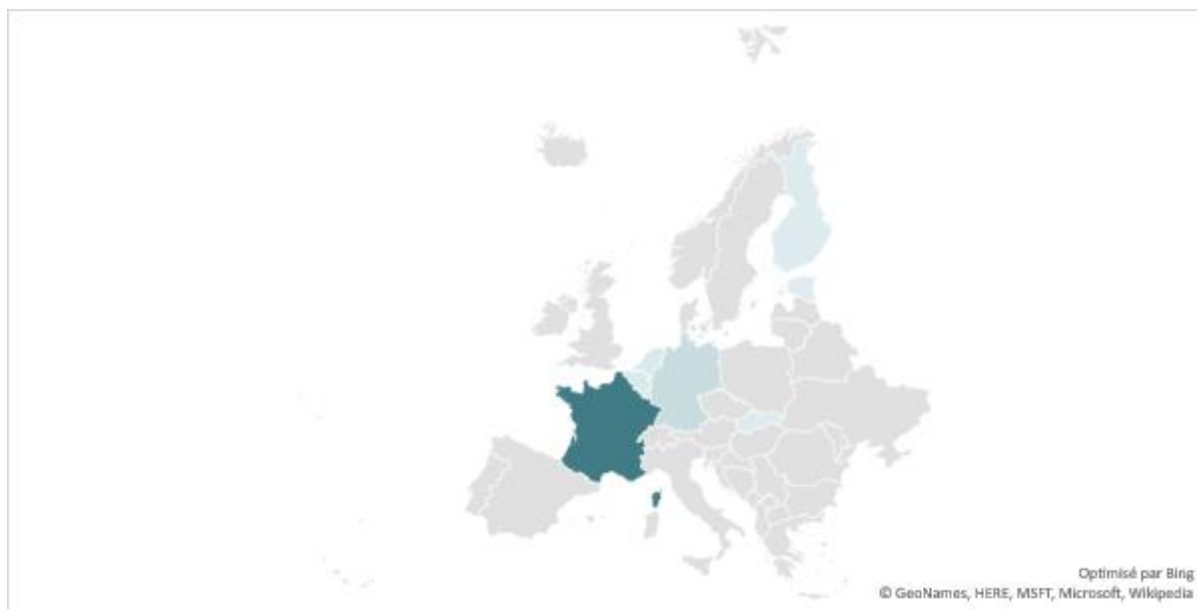 Optimisé par Bing
© GeoNames, HERE, MSFT, Microsoft, Wikipedia